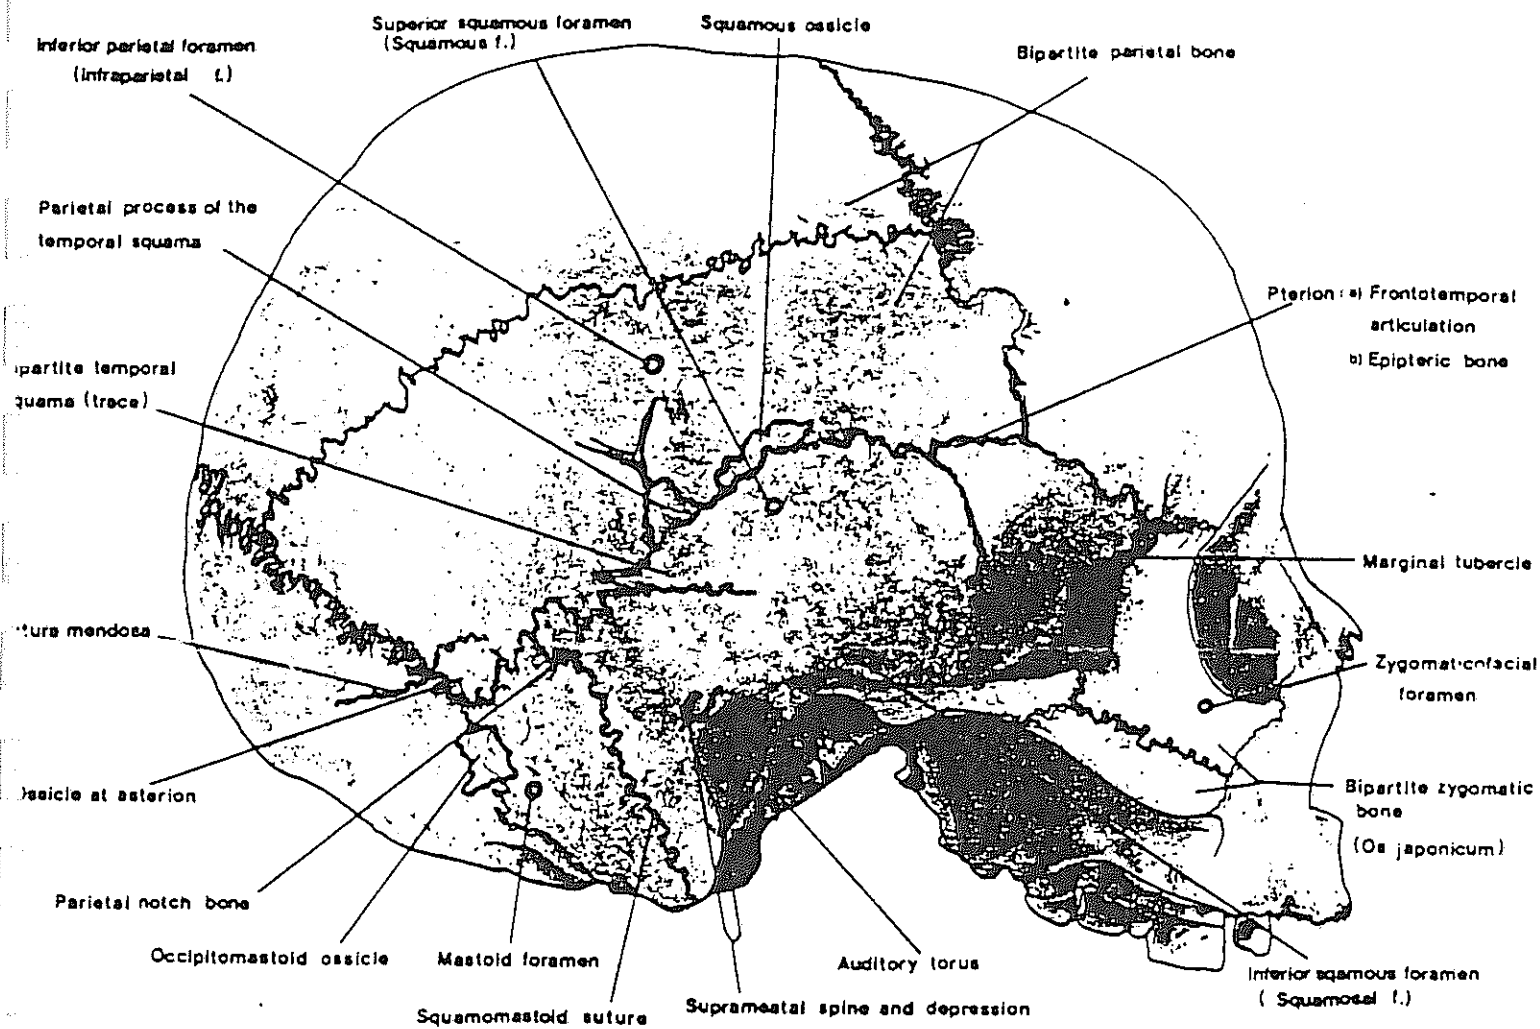 Superior squamous foramen
(Squamous f.)
Squamous ossicle
Inferior parietal foramen
(Infraparietal f.)
Bipartite parietal bone
Parietal process of the
temporal squama
Pterion: a) Frontotemporal
articulation
b) Epipteric bone
ipartite temporal
quama (trace)
Marginal tubercle
tura mendosa
Zygomaticofacial
foramen
Ossicle at asterion
Bipartite zygomatic
bone
(Os japonicum)
Parietal notch bone
Occipitomastoid ossicle
Mastoid foramen
Auditory torus
Inferior sqamous foramen
(Squamosal f.)
Squamomastoid suture
Suprameatal spine and depression